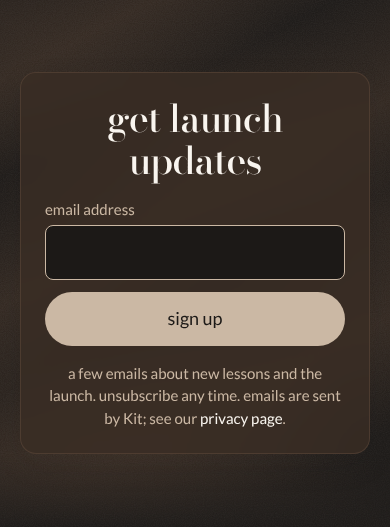 get launch
updates
email address
sign up
a few emails about new lessons and the
launch. unsubscribe any time. emails are sent
by Kit; see our privacy page.